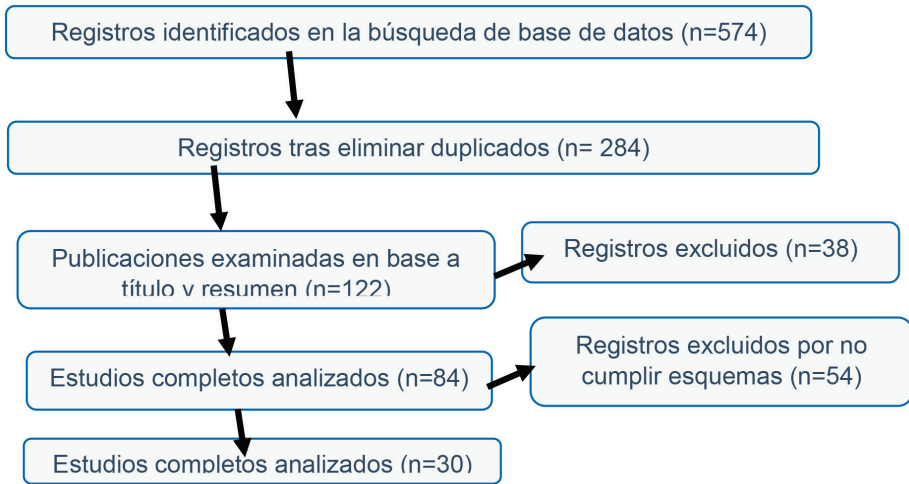 Registros identificados en la búsqueda de base de datos (n=574)
Registros tras eliminar duplicados (n= 284)
Publicaciones examinadas en base a
título y resumen (n=122)
Registros excluidos (n=38)
Estudios completos analizados (n=84)
Registros excluidos por no
cumplir esquemas (n=54)
Estudios completos analizados (n=30)